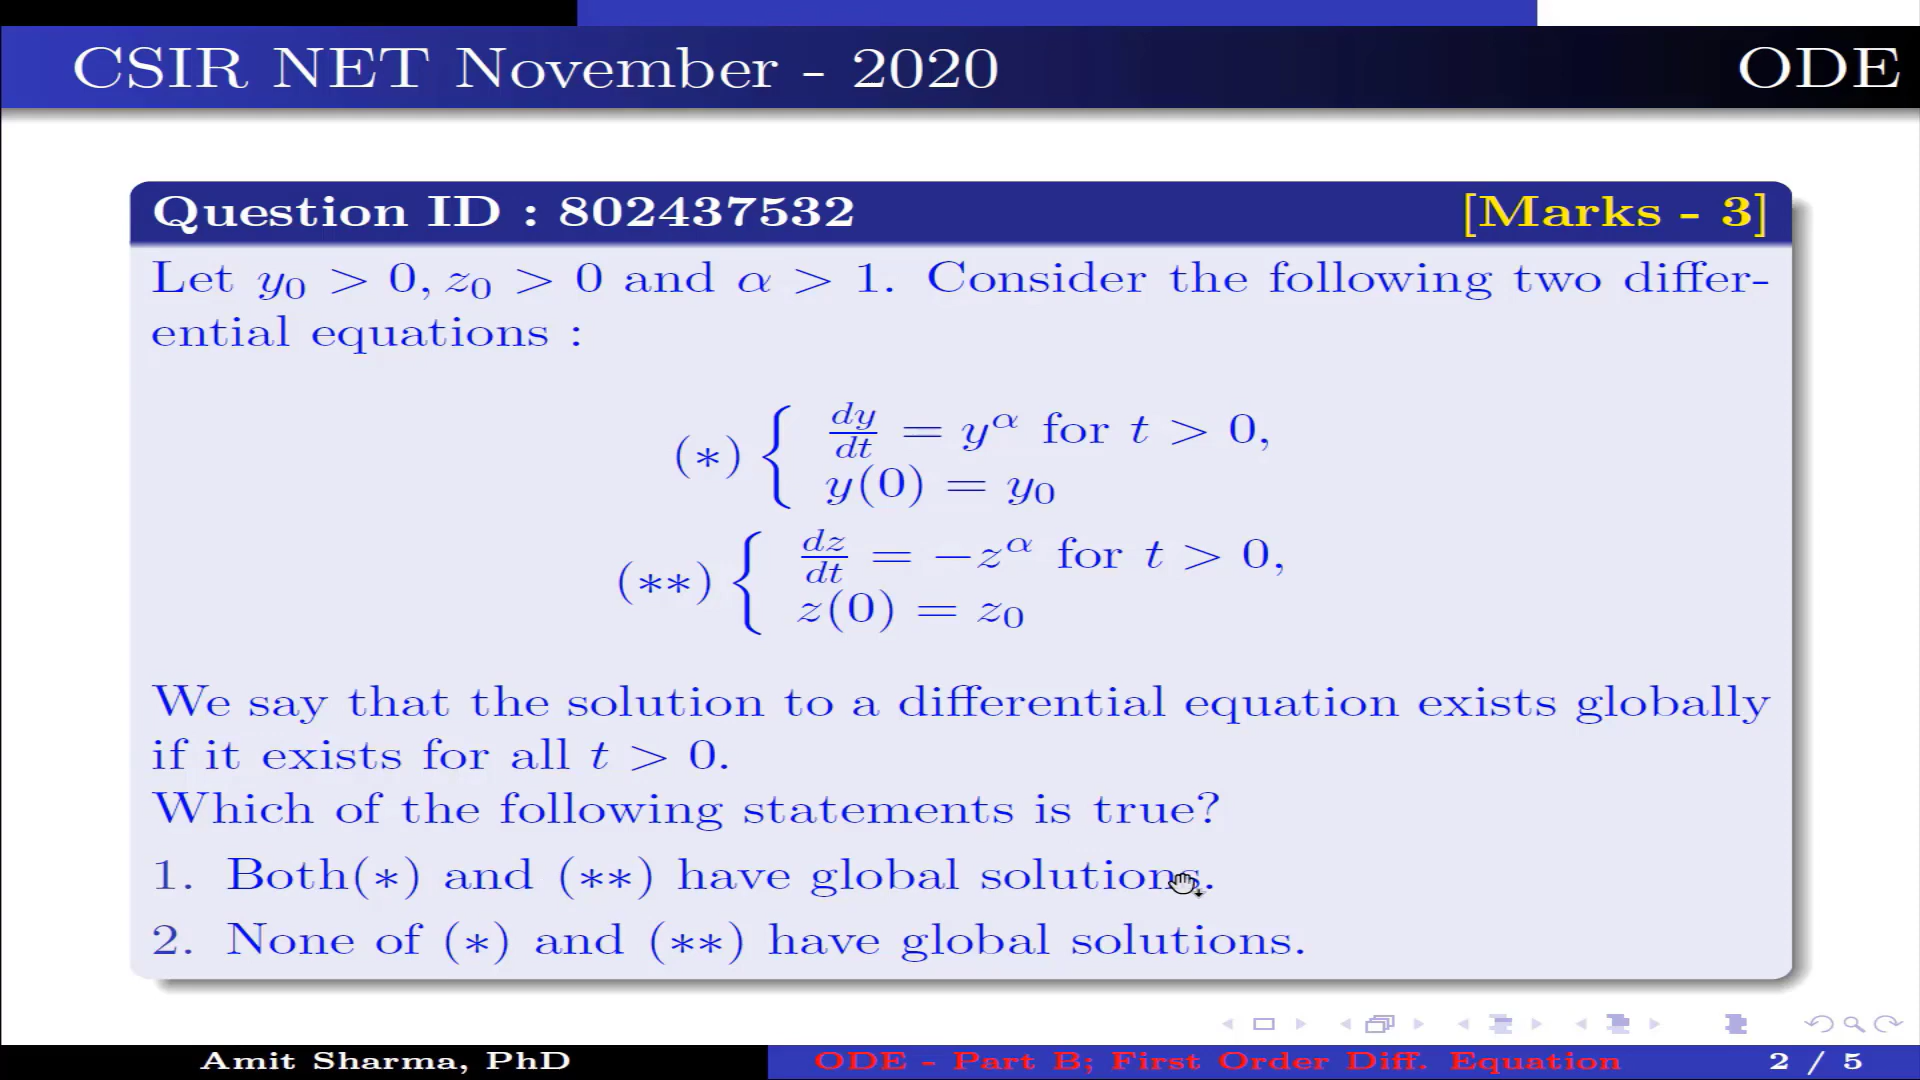 CSIR NET November - 2020 ODE
Question ID : 802437532 [Marks - 3]
Let y₀ > 0, z₀ > 0 and α > 1. Consider the following two differ-
ential equations :
(∗) { dy/dt = y^α for t > 0,
y(0) = y₀
(∗∗) { dz/dt = −z^α for t > 0,
z(0) = z₀
We say that the solution to a differential equation exists globally
if it exists for all t > 0.
Which of the following statements is true?
1. Both(∗) and (∗∗) have global solutions.
2. None of (∗) and (∗∗) have global solutions.
Amit Sharma, PhD ODE - Part B; First Order Diff. Equation 2 / 5